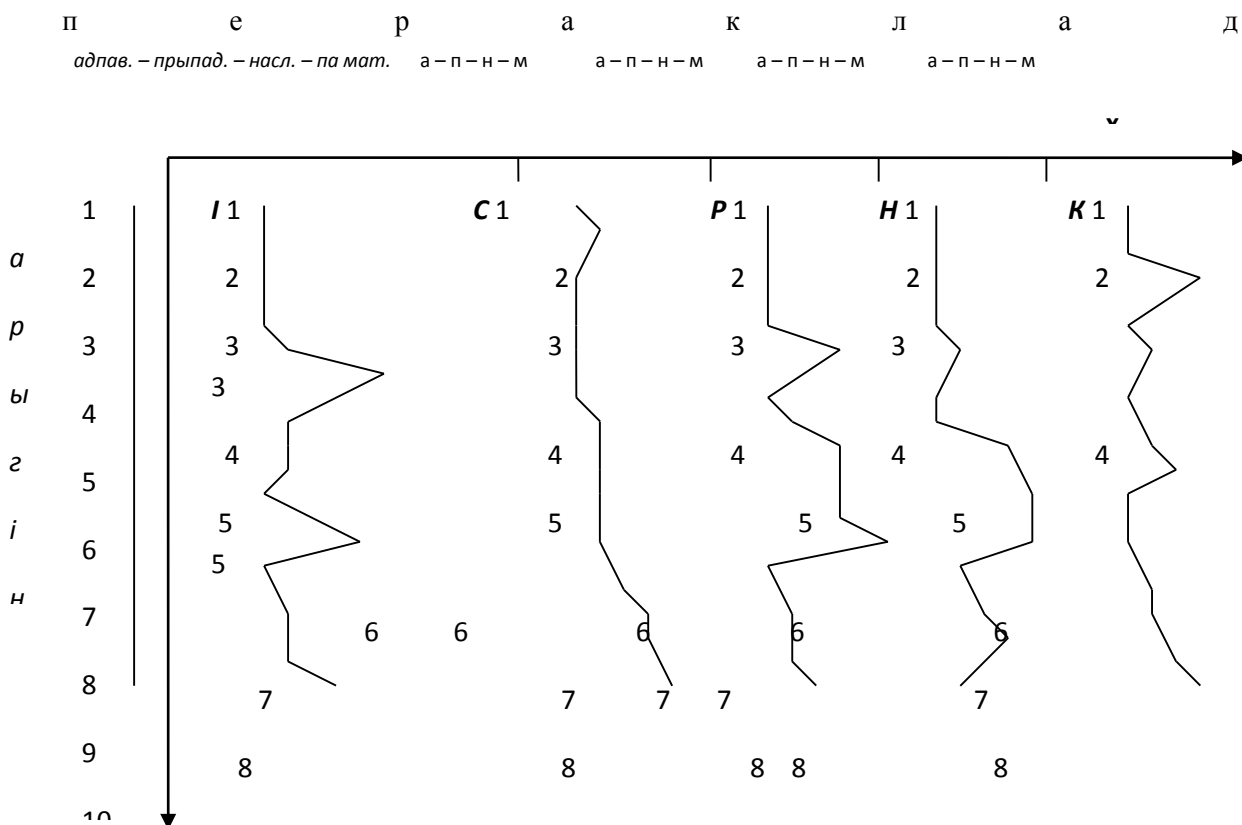 п е р а к л а д
адпав. – прыпад. – насл. – па мат. а – п – н – м а – п – н – м а – п – н – м а – п – н – м
1 І 1 С 1 Р 1 Н 1 К 1
а
2 2 2 2 2 2
р
3 3 3 3 3
3
ы
4
г 4 4 4 4 4
5
і 5 5 5 5
6 5
н
7
6 6 6 6 6
8
7 7 7 7 7
9
8 8 8 8 8
10